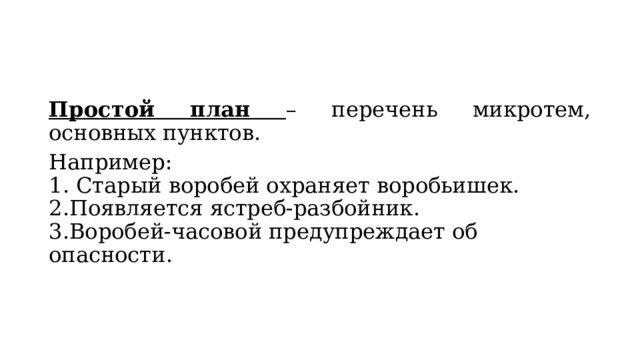 Простой план – перечень микротем,
основных пунктов.
Например:
1. Старый воробей охраняет воробьишек.
2.Появляется ястреб-разбойник.
3.Воробей-часовой предупреждает об
опасности.